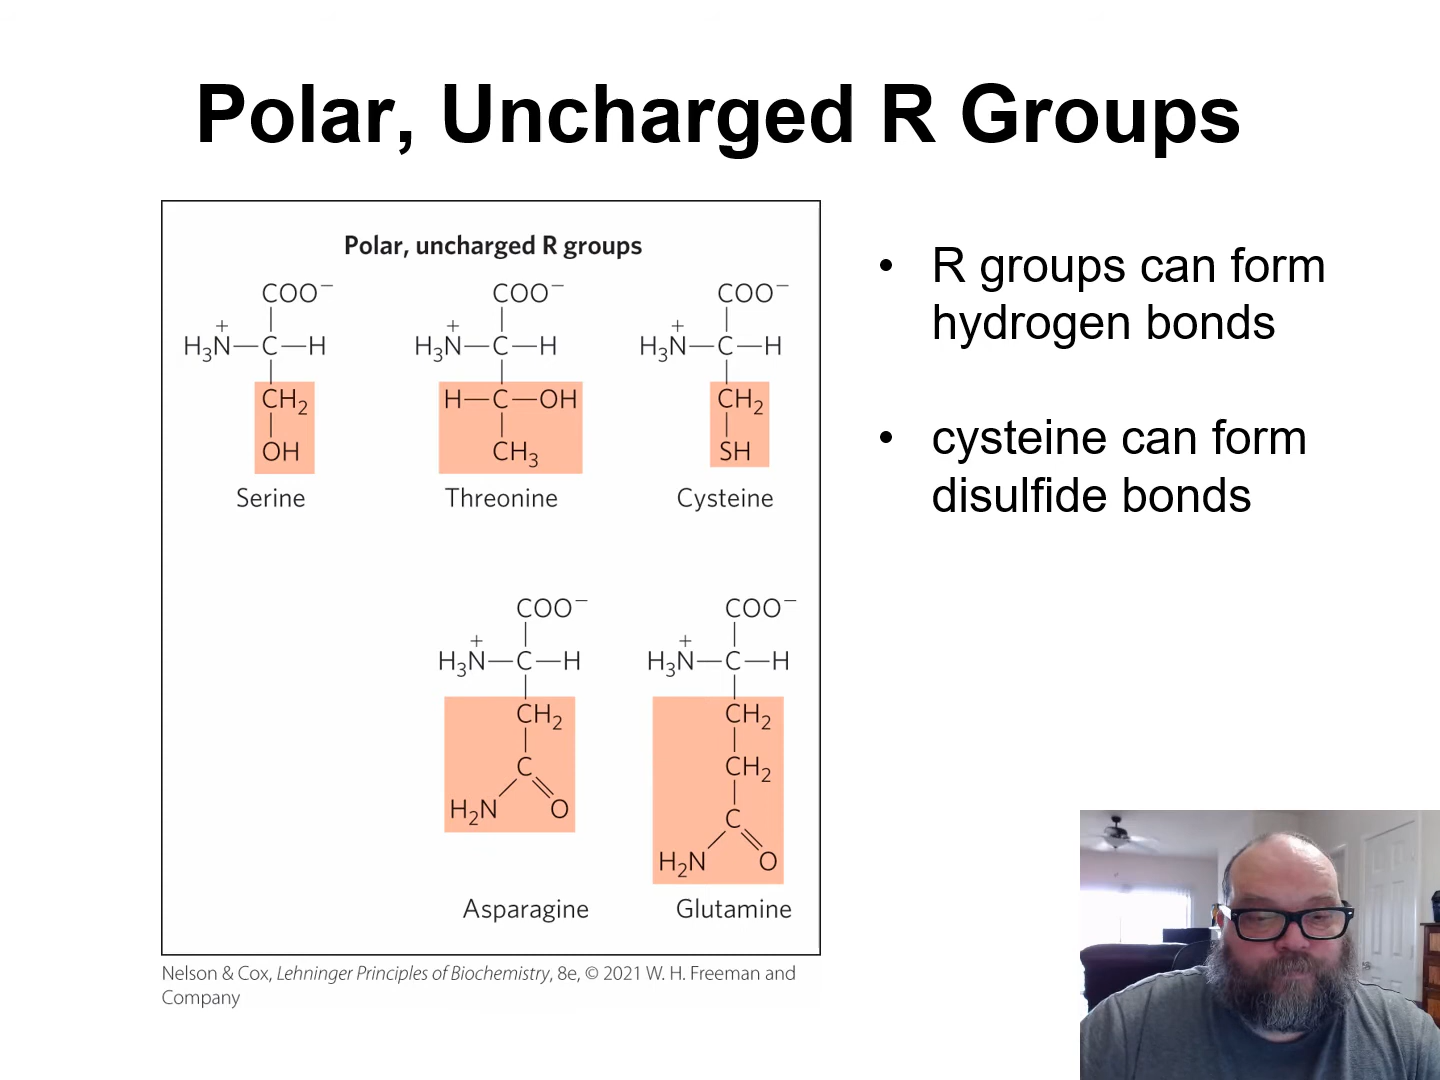 Polar, Uncharged R Groups
Polar, uncharged R groups
COO⁻ COO⁻ COO⁻
+ + +
H₃N—C—H H₃N—C—H H₃N—C—H
CH₂ H—C—OH CH₂
OH CH₃ SH
Serine Threonine Cysteine
COO⁻ COO⁻
+ +
H₃N—C—H H₃N—C—H
CH₂ CH₂
C CH₂
H₂N O C
H₂N O
Asparagine Glutamine
Nelson & Cox, Lehninger Principles of Biochemistry, 8e, © 2021 W. H. Freeman and
Company
• R groups can form
hydrogen bonds
• cysteine can form
disulfide bonds